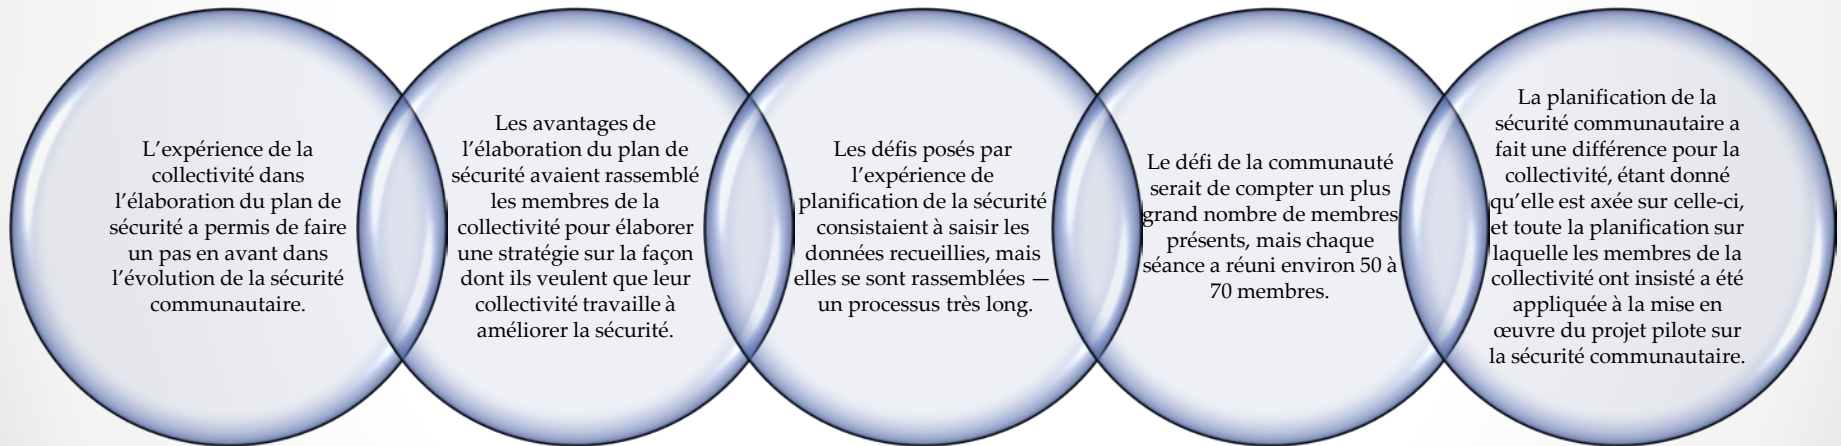 L’expérience de la
collectivité dans
l’élaboration du plan de
sécurité a permis de faire
un pas en avant dans
l’évolution de la sécurité
communautaire.
Les avantages de
l’élaboration du plan de
sécurité avaient rassemblé
les membres de la
collectivité pour élaborer
une stratégie sur la façon
dont ils veulent que leur
collectivité travaille à
améliorer la sécurité.
Les défis posés par
l’expérience de
planification de la sécurité
consistaient à saisir les
données recueillies, mais
elles se sont rassemblées —
un processus très long.
Le défi de la communauté
serait de compter un plus
grand nombre de membres
présents, mais chaque
séance a réuni environ 50 à
70 membres.
La planification de la
sécurité communautaire a
fait une différence pour la
collectivité, étant donné
qu’elle est axée sur celle-ci,
et toute la planification sur
laquelle les membres de la
collectivité ont insisté a été
appliquée à la mise en
œuvre du projet pilote sur
la sécurité communautaire.